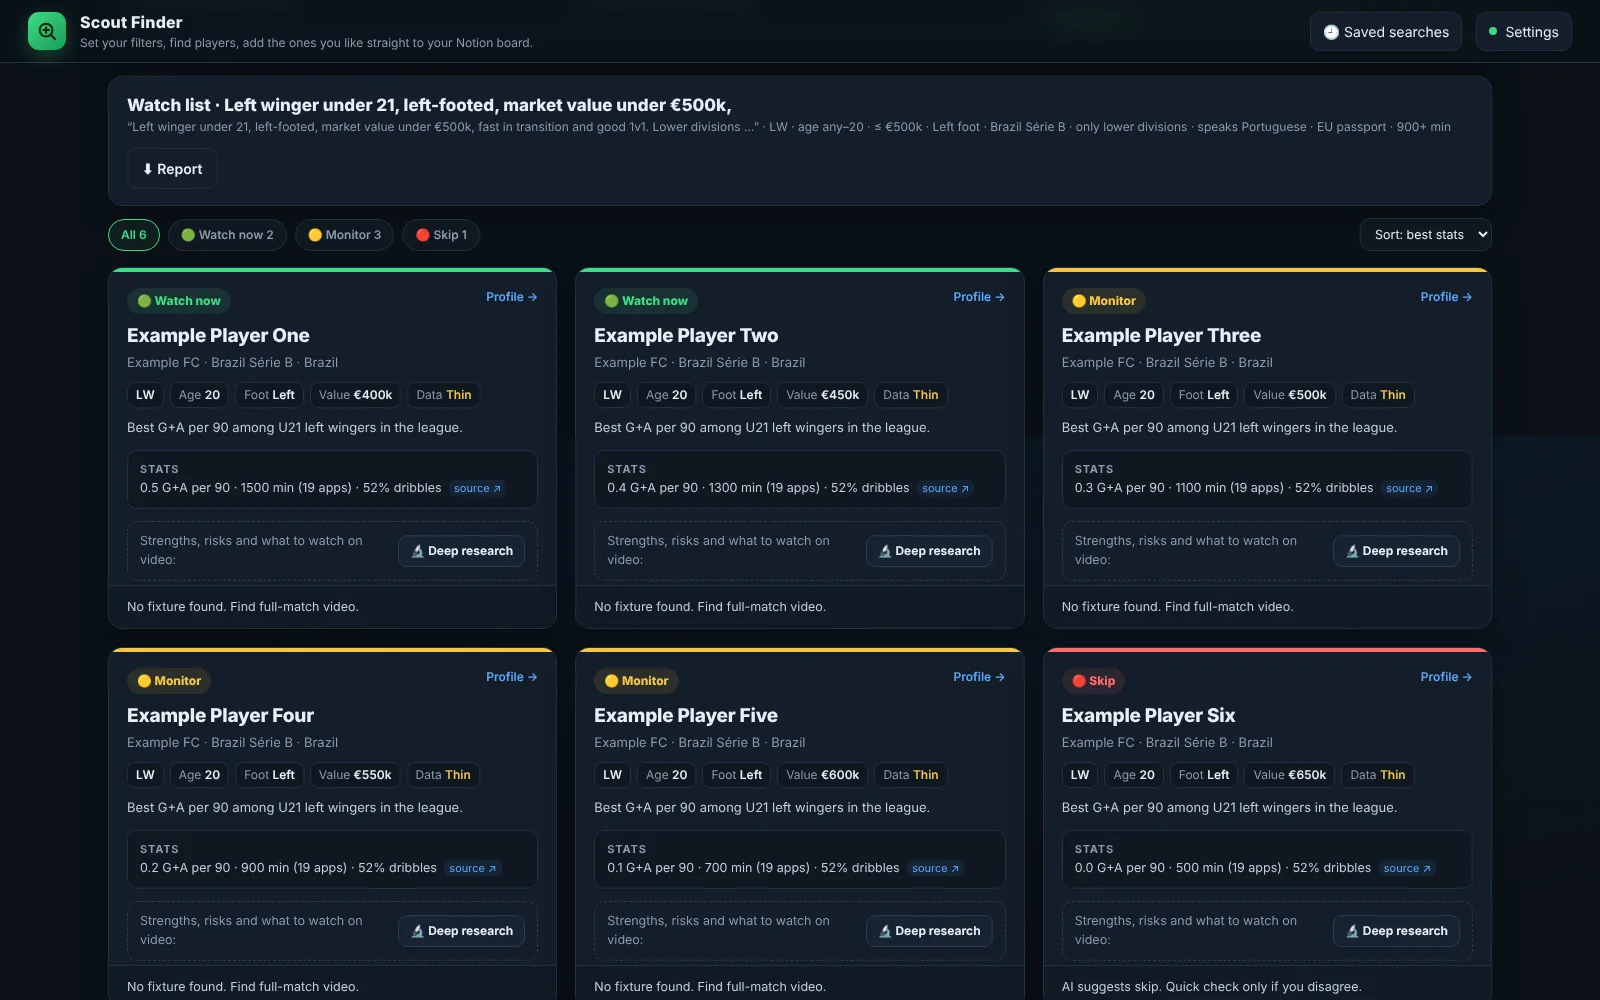 Scout Finder
Set your filters, find players, add the ones you like straight to your Notion board.
Saved searches
Settings
Watch list · Left winger under 21, left-footed, market value under €500k,
“Left winger under 21, left-footed, market value under €500k, fast in transition and good 1v1. Lower divisions ...” · LW · age any–20 · ≤ €500k · Left foot · Brazil Série B · only lower divisions · speaks Portuguese · EU passport · 900+ min
⬇ Report
All 6
Watch now 2
Monitor 3
Skip 1
Sort: best stats
Watch now
Profile →
Example Player One
Example FC · Brazil Série B · Brazil
LW Age 20 Foot Left Value €400k Data Thin
Best G+A per 90 among U21 left wingers in the league.
STATS
0.5 G+A per 90 · 1500 min (19 apps) · 52% dribbles source ↗
Strengths, risks and what to watch on
video:
Deep research
No fixture found. Find full-match video.
Watch now
Profile →
Example Player Two
Example FC · Brazil Série B · Brazil
LW Age 20 Foot Left Value €450k Data Thin
Best G+A per 90 among U21 left wingers in the league.
STATS
0.4 G+A per 90 · 1300 min (19 apps) · 52% dribbles source ↗
Strengths, risks and what to watch on
video:
Deep research
No fixture found. Find full-match video.
Monitor
Profile →
Example Player Three
Example FC · Brazil Série B · Brazil
LW Age 20 Foot Left Value €500k Data Thin
Best G+A per 90 among U21 left wingers in the league.
STATS
0.3 G+A per 90 · 1100 min (19 apps) · 52% dribbles source ↗
Strengths, risks and what to watch on
video:
Deep research
No fixture found. Find full-match video.
Monitor
Profile →
Example Player Four
Example FC · Brazil Série B · Brazil
LW Age 20 Foot Left Value €550k Data Thin
Best G+A per 90 among U21 left wingers in the league.
STATS
0.2 G+A per 90 · 900 min (19 apps) · 52% dribbles source ↗
Strengths, risks and what to watch on
video:
Deep research
No fixture found. Find full-match video.
Monitor
Profile →
Example Player Five
Example FC · Brazil Série B · Brazil
LW Age 20 Foot Left Value €600k Data Thin
Best G+A per 90 among U21 left wingers in the league.
STATS
0.1 G+A per 90 · 700 min (19 apps) · 52% dribbles source ↗
Strengths, risks and what to watch on
video:
Deep research
No fixture found. Find full-match video.
Skip
Profile →
Example Player Six
Example FC · Brazil Série B · Brazil
LW Age 20 Foot Left Value €650k Data Thin
Best G+A per 90 among U21 left wingers in the league.
STATS
0.0 G+A per 90 · 500 min (19 apps) · 52% dribbles source ↗
Strengths, risks and what to watch on
video:
Deep research
AI suggests skip. Quick check only if you disagree.